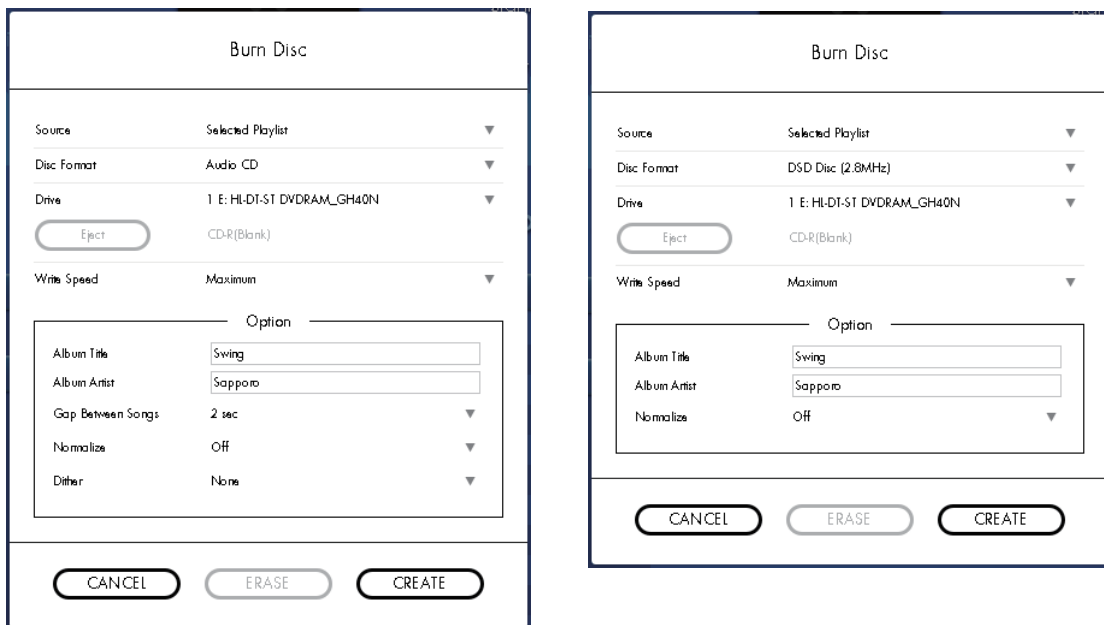 Burn Disc
Source Selected Playlist
Disc Format Audio CD
Drive 1 E: HL-DT-ST DVDRAM_GH40N
Eject CD-R(Blank)
Write Speed Maximum
Option
Album Title Swing
Album Artist Sapporo
Gap Between Songs 2 sec
Normalize Off
Dither None
CANCEL ERASE CREATE
Burn Disc
Source Selected Playlist
Disc Format DSD Disc (2.8MHz)
Drive 1 E: HL-DT-ST DVDRAM_GH40N
Eject CD-R(Blank)
Write Speed Maximum
Option
Album Title Swing
Album Artist Sapporo
Normalize Off
CANCEL ERASE CREATE